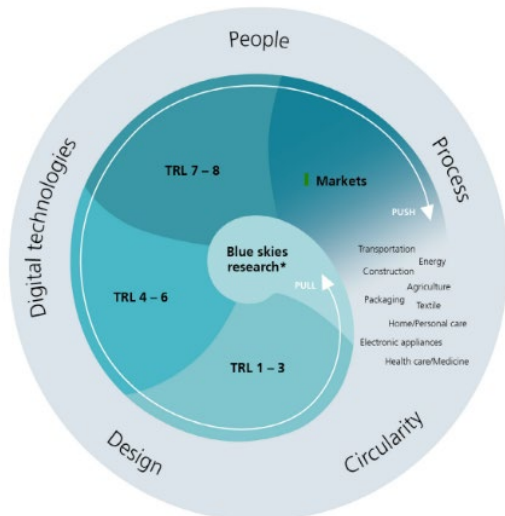 People
Process
Circularity
Design
Digital technologies
TRL 7 – 8
Markets
PUSH
Blue skies
research*
PULL
TRL 4 – 6
TRL 1 – 3
Transportation
Energy
Construction
Agriculture
Packaging
Textile
Home/Personal care
Electronic appliances
Health care/Medicine